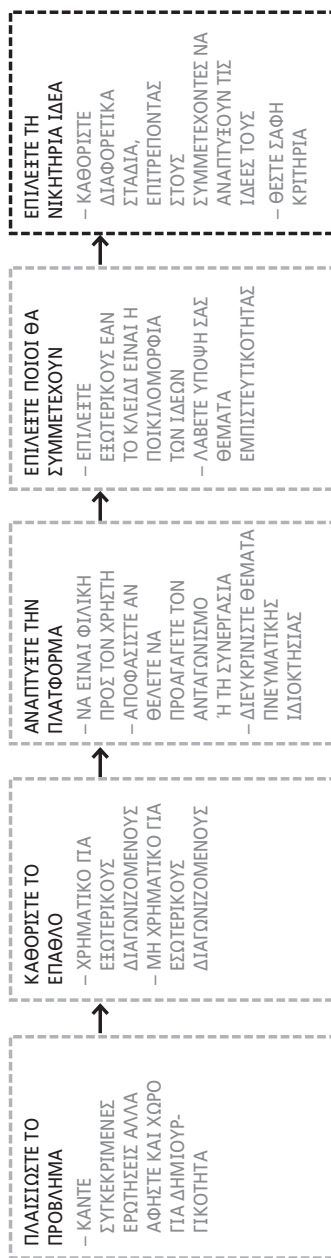 ΠΛΑΙΣΙΩΣΤΕ ΤΟ
ΠΡΟΒΛΗΜΑ
– ΚΑΝΤΕ
ΣΥΓΚΕΚΡΙΜΕΝΕΣ
ΕΡΩΤΗΣΕΙΣ ΑΛΛΑ
ΑΦΗΣΤΕ ΚΑΙ ΧΩΡΟ
ΓΙΑ ΔΗΜΙΟΥΡ-
ΓΙΚΟΤΗΤΑ
ΚΑΘΟΡΙΣΤΕ ΤΟ
ΕΠΑΘΛΟ
– ΧΡΗΜΑΤΙΚΟ ΓΙΑ
ΕΞΩΤΕΡΙΚΟΥΣ
ΔΙΑΓΩΝΙΖΟΜΕΝΟΥΣ
– ΜΗ ΧΡΗΜΑΤΙΚΟ ΓΙΑ
ΕΣΩΤΕΡΙΚΟΥΣ
ΔΙΑΓΩΝΙΖΟΜΕΝΟΥΣ
ΑΝΑΠΤΥΞΤΕ ΤΗΝ
ΠΛΑΤΦΟΡΜΑ
– ΝΑ ΕΙΝΑΙ ΦΙΛΙΚΗ
ΠΡΟΣ ΤΟΝ ΧΡΗΣΤΗ
– ΑΠΟΦΑΣΙΣΤΕ ΑΝ
ΘΕΛΕΤΕ ΝΑ
ΠΡΟΑΓΑΓΕΤΕ ΤΟΝ
ΑΝΤΑΓΩΝΙΣΜΟ
Ή ΤΗ ΣΥΝΕΡΓΑΣΙΑ
– ΔΙΕΥΚΡΙΝΙΣΤΕ ΘΕΜΑΤΑ
ΠΝΕΥΜΑΤΙΚΗΣ
ΙΔΙΟΚΤΗΣΙΑΣ
ΕΠΙΛΕΞΤΕ ΠΟΙΟΙ ΘΑ
ΣΥΜΜΕΤΕΧΟΥΝ
– ΕΠΙΛΕΞΤΕ
ΕΞΩΤΕΡΙΚΟΥΣ ΕΑΝ
ΤΟ ΚΛΕΙΔΙ ΕΙΝΑΙ Η
ΠΟΙΚΙΛΟΜΟΡΦΙΑ
ΤΩΝ ΙΔΕΩΝ
– ΛΑΒΕΤΕ ΥΠΟΨΗ ΣΑΣ
ΘΕΜΑΤΑ
ΕΜΠΙΣΤΕΥΤΙΚΟΤΗΤΑΣ
ΕΠΙΛΕΞΤΕ ΤΗ
ΝΙΚΗΤΗΡΙΑ ΙΔΕΑ
– ΚΑΘΟΡΙΣΤΕ
ΔΙΑΦΟΡΕΤΙΚΑ
ΣΤΑΔΙΑ,
ΕΠΙΤΡΕΠΟΝΤΑΣ
ΣΤΟΥΣ
ΣΥΜΜΕΤΕΧΟΝΤΕΣ ΝΑ
ΑΝΑΠΤΥΞΟΥΝ ΤΙΣ
ΙΔΕΕΣ ΤΟΥΣ
– ΘΕΣΤΕ ΣΑΦΗ
ΚΡΙΤΗΡΙΑ